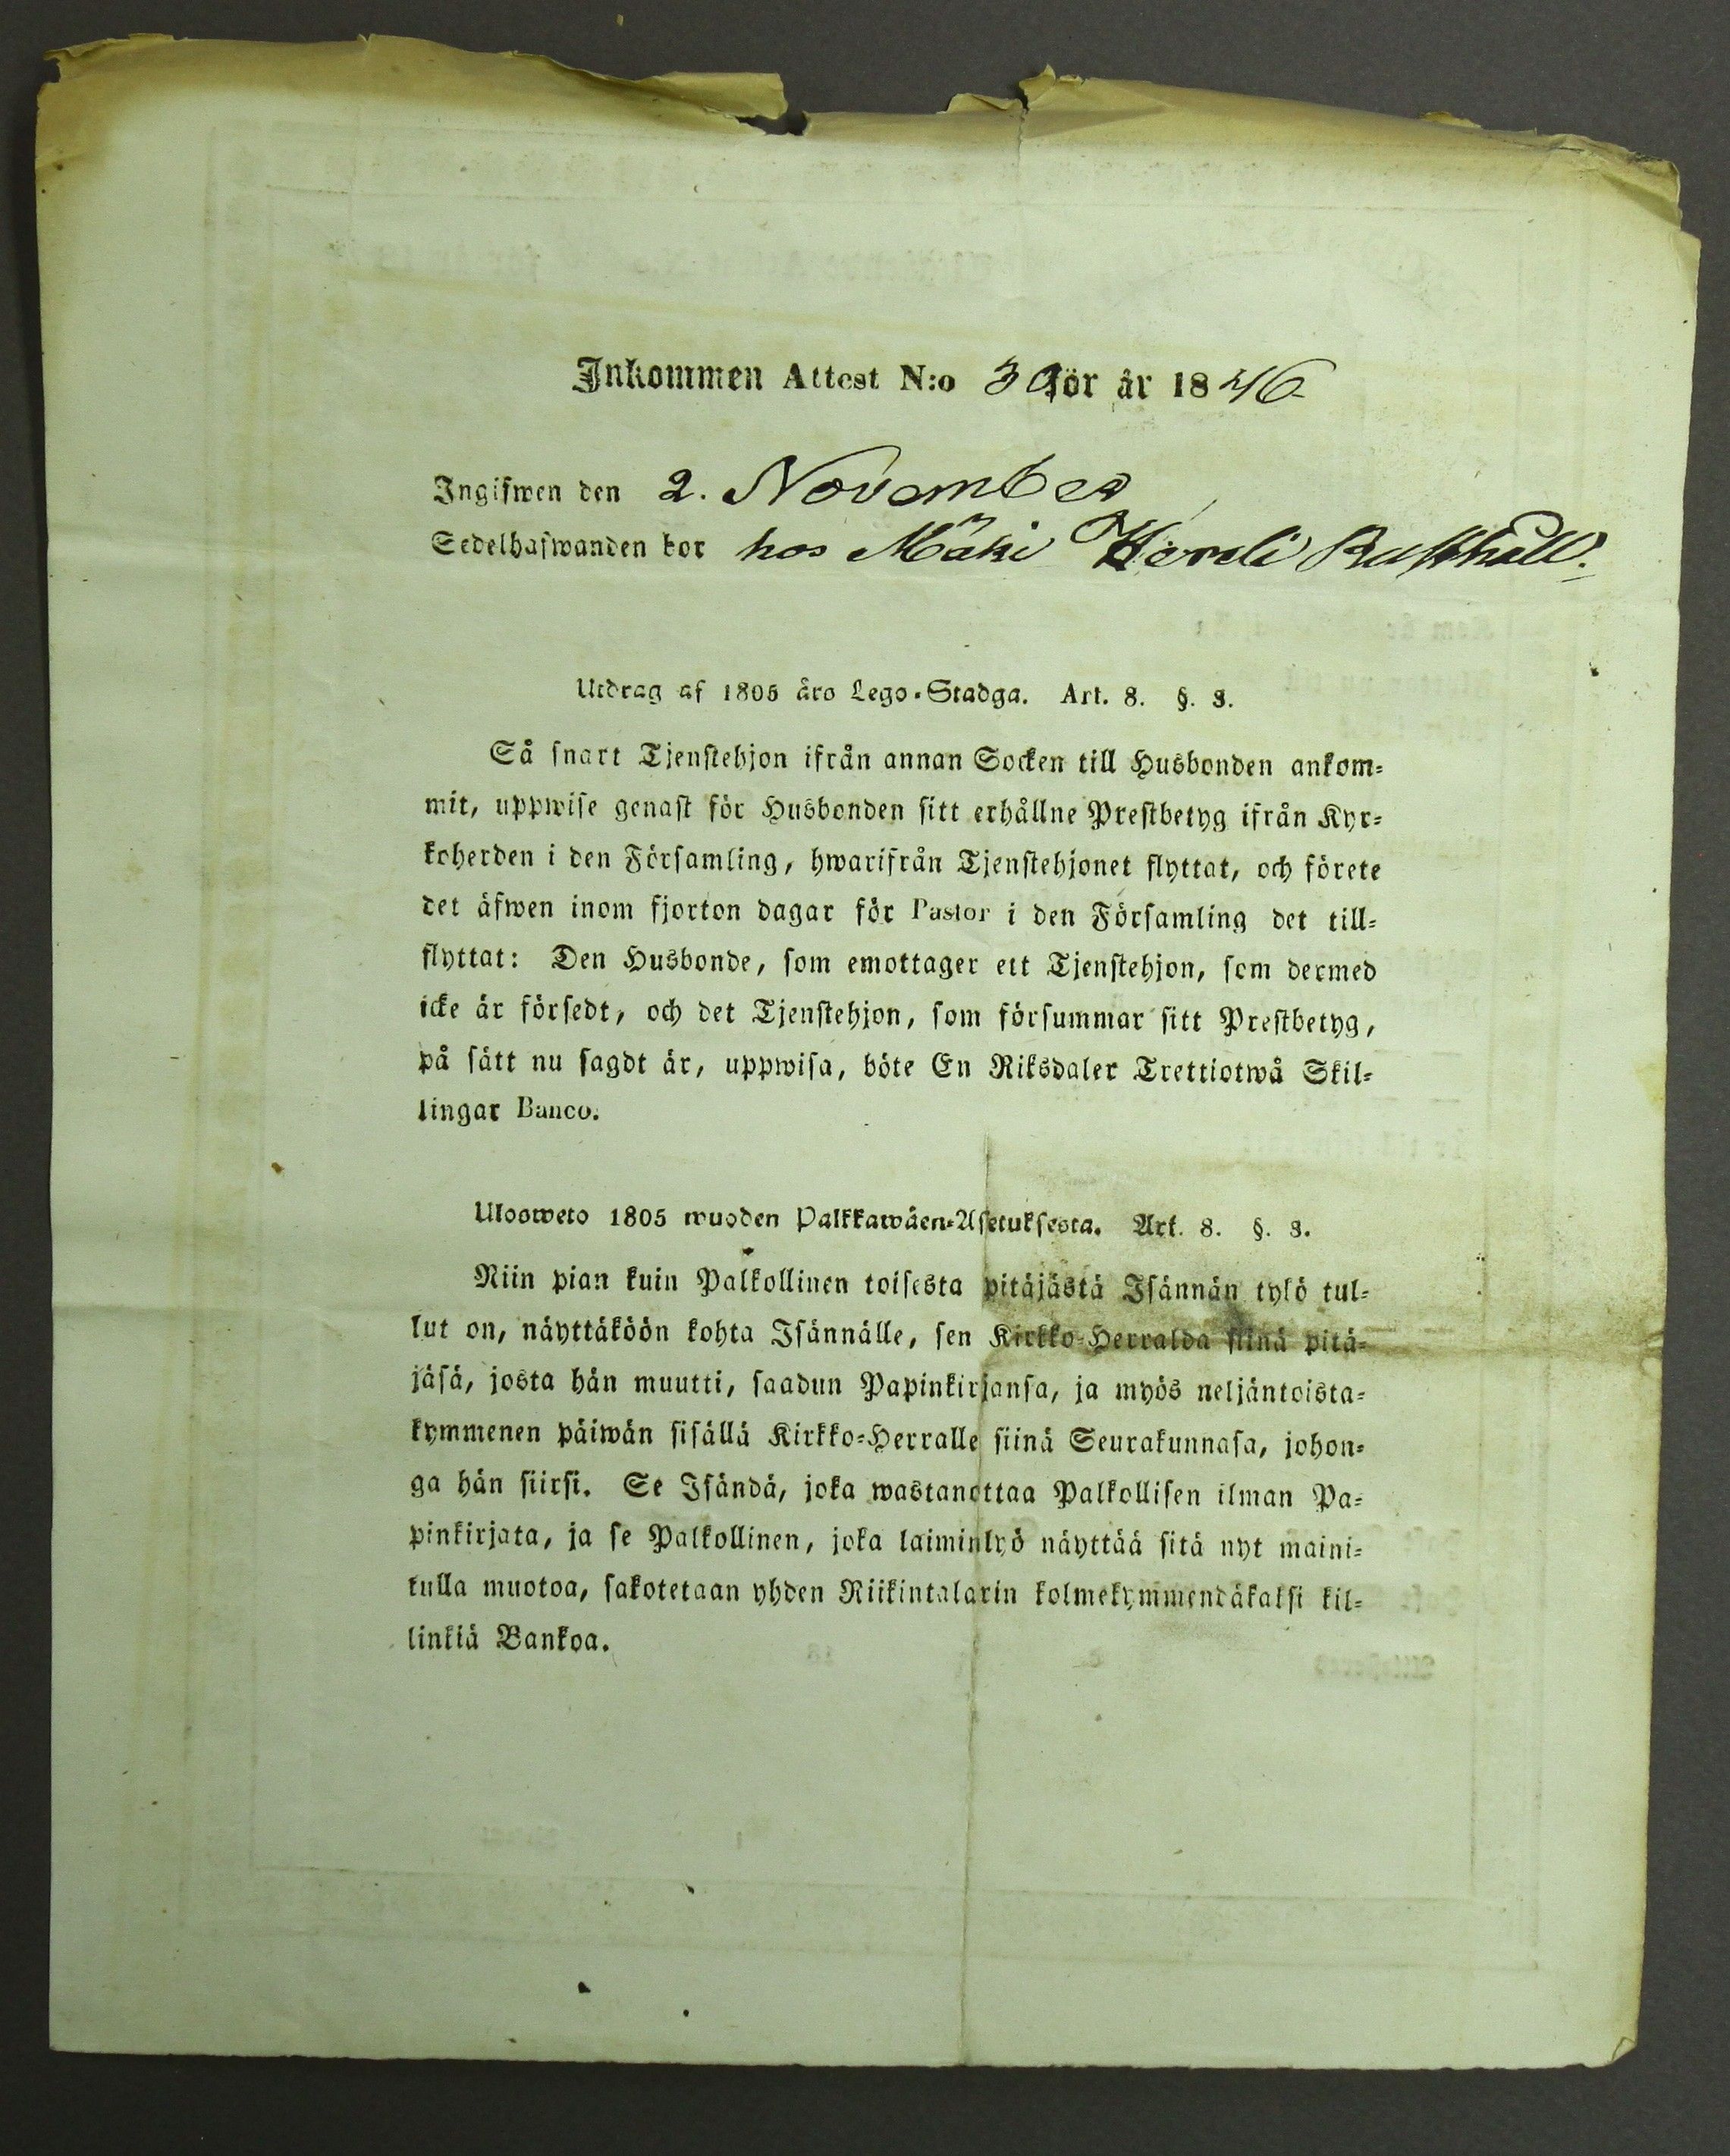 Inkommen Attest N:o 30 för år 1846
Ingifwen den 2. November
Sedelhafwanden bor hos Mäki Rusthåll.
Utdrag af 1805 års Lego-Stadga. Art. 8. §. 3.
Så snart Tjenstehjon ifrån annan Socken till Husbonden ankom-
mit, uppwise genast för Husbonden sitt erhållne Prestbetyg ifrån Kyr-
koherden i den Församling, hwarifrån Tjenstehjonet flyttat, och förete
det äfwen inom fjorton dagar för Pastor i den Församling det till-
flyttat: Den Husbonde, som emottager ett Tjenstehjon, som dermed
icke är försedt, och det Tjenstehjon, som försummar sitt Prestbetyg,
på sätt nu sagdt är, uppwisa, böte En Riksdaler Trettiotwå Skil-
lingar Banco.
Ulosweto 1805 wuoden Palkkawäen-Asetuksesta. Art. 8. §. 3.
Niin pian kuin Palkollinen toisesta pitäjästä Isännän tykö tul-
lut on, näyttäköön kohta Isännälle, sen Kirkko-Herralda siinä pitä-
jäsä, josta hän muutti, saadun Papinkirjansa, ja myös neljäntoista-
kymmenen päiwän sisällä Kirkko-Herralle siinä Seurakunnasa, johon-
ga hän siirsi. Se Isändä, joka wastanottaa Palkollisen ilman Pa-
pinkirjata, ja se Palkollinen, joka laiminlyö näyttää sitä nyt maini-
tulla muotoa, sakotetaan yhden Riikintalarin kolmekymmendäkaksi kil-
linkiä Bankoa.